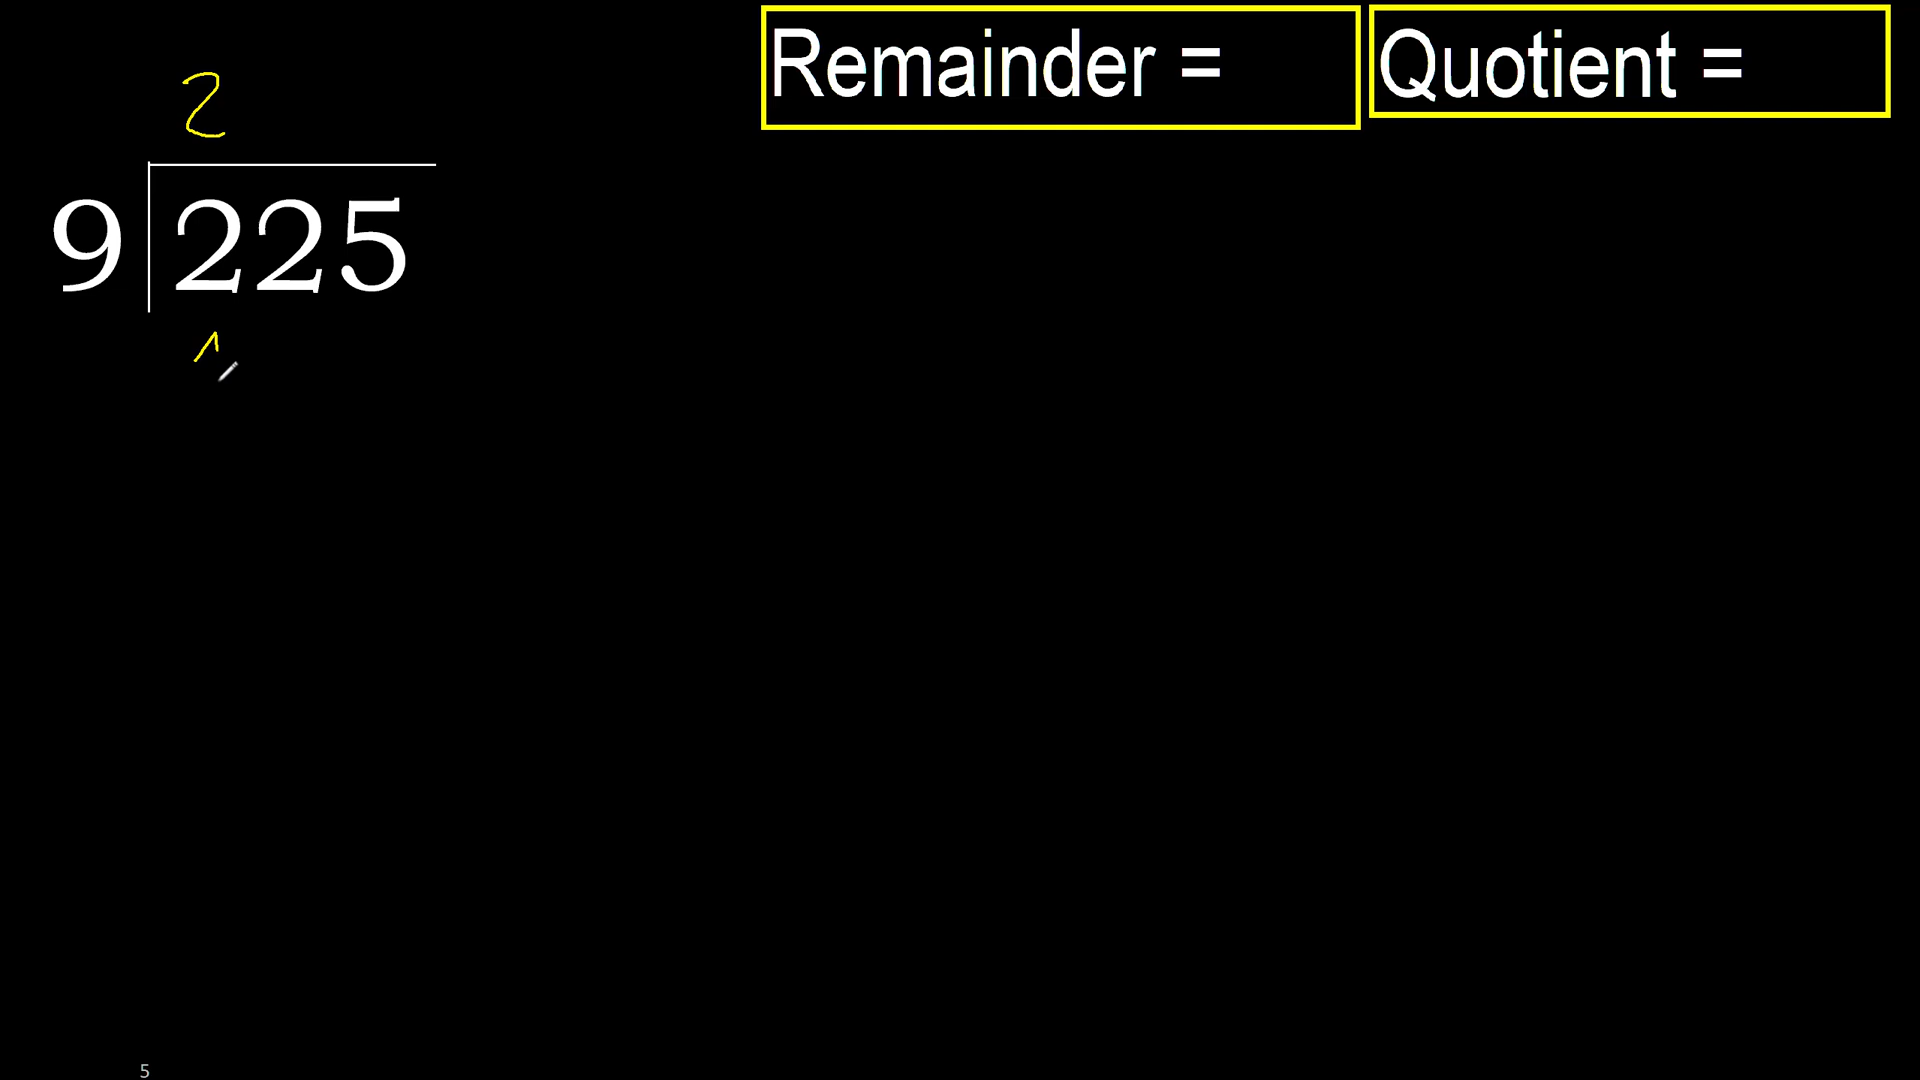 Remainder =
Quotient =
2
9 225
1
5